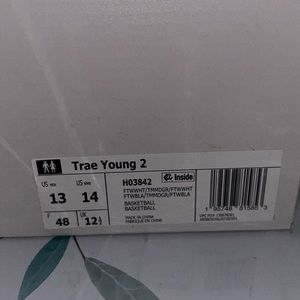 Trae Young 2
US MEN
13
US WMS
14
H03842
Inside
FTWWHT/TMMDGR/FTWWHT
FTWBLA/TMMDGR/FTWBLA
BASKETBALL
BASKETBALL
F
48
UK
12½
MADE IN CHINA
FABRIQUE EN CHINE